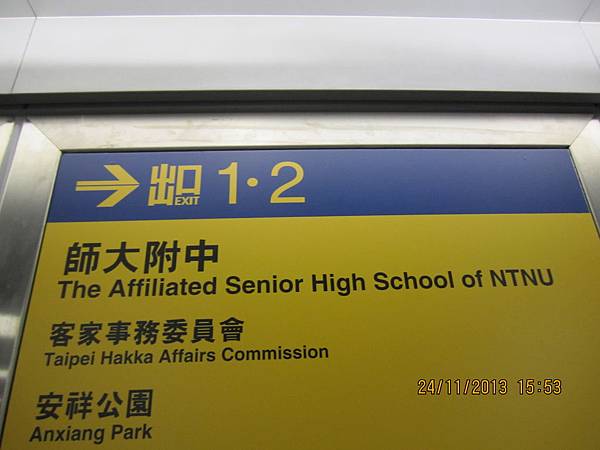 出口 EXIT 1·2
師大附中
The Affiliated Senior High School of NTNU
客家事務委員會
Taipei Hakka Affairs Commission
安祥公園
Anxiang Park
24/11/2013 15:53